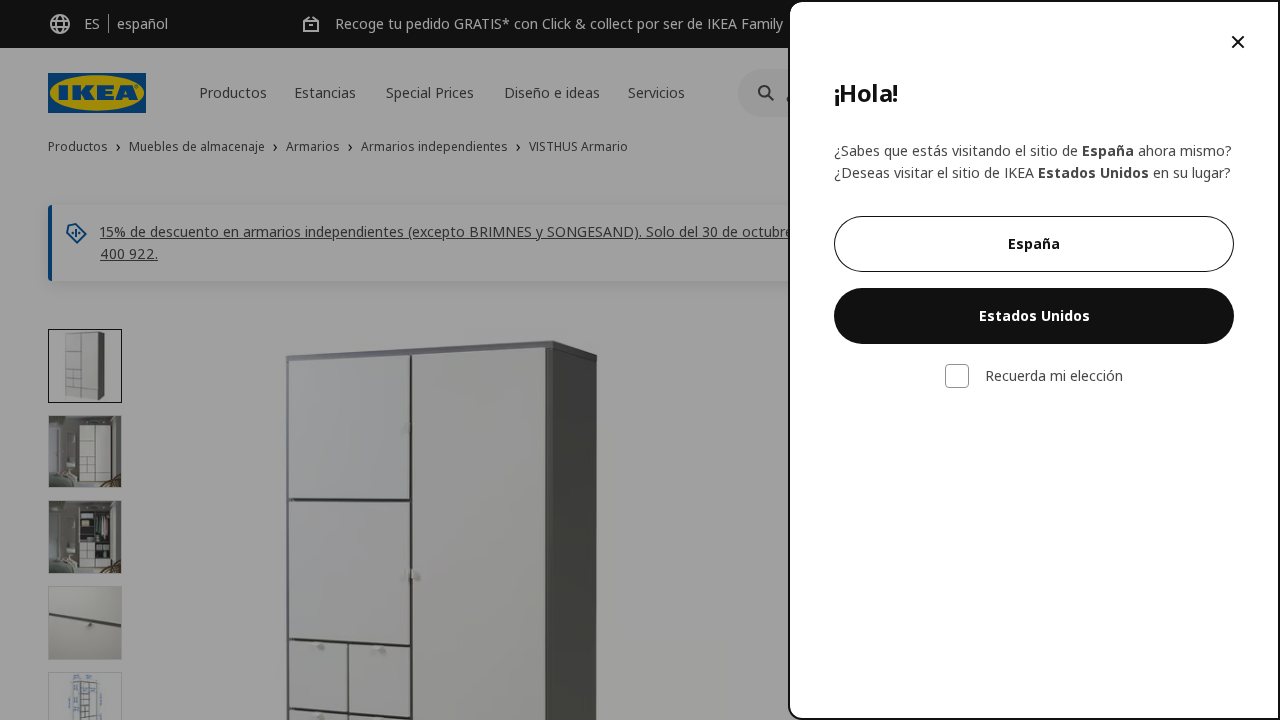 ES español
Recoge tu pedido GRATIS* con Click & collect por ser de IKEA Family
IKEA
Productos Estancias Special Prices Diseño e ideas Servicios
Productos › Muebles de almacenaje › Armarios › Armarios independientes › VISTHUS Armario
15% de descuento en armarios independientes (excepto BRIMNES y SONGESAND). Solo del 30 de octubre
400 922.
¡Hola!
¿Sabes que estás visitando el sitio de España ahora mismo?
¿Deseas visitar el sitio de IKEA Estados Unidos en su lugar?
España
Estados Unidos
Recuerda mi elección